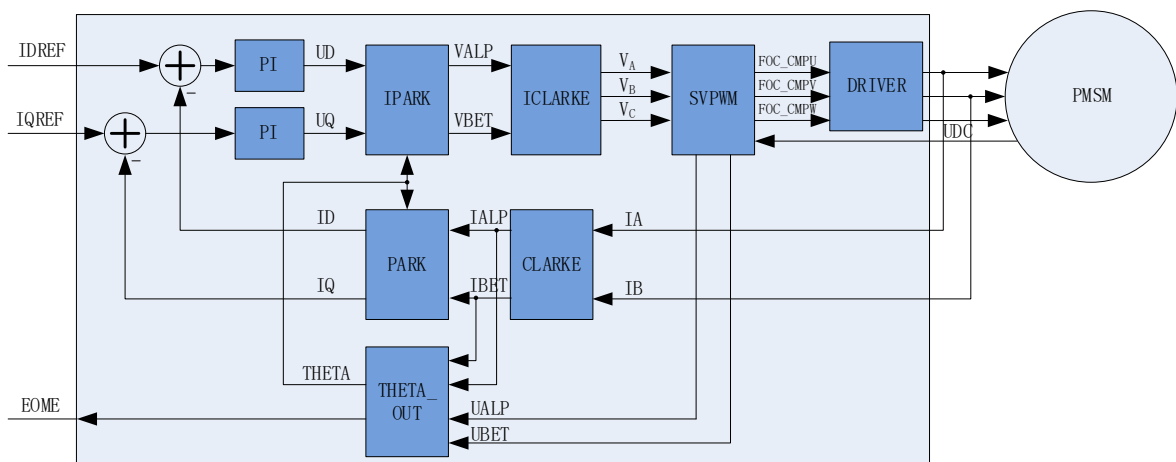 IDREF
PI
UD
IPARK
VALP
ICLARKE
VA
VB
VC
SVPWM
FOC_CMPU
FOC_CMPV
FOC_CMPW
DRIVER
PMSM
IQREF
PI
UQ
VBET
UDC
ID
PARK
IALP
CLARKE
IA
IQ
IBET
IB
THETA
THETA_
OUT
EOME
UALP
UBET